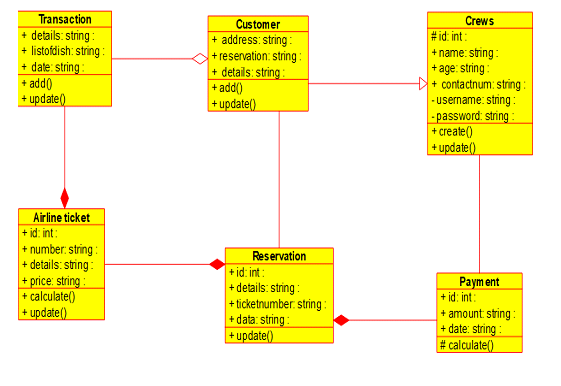 Transaction
+ details: string :
+ listofdish: string :
+ date: string :
+ add()
+ update()
Customer
+ address: string :
+ reservation: string :
+ details: string :
+ add()
+ update()
Crews
# id: int :
+ name: string :
+ age: string :
+ contactnum: string :
- username: string :
- password: string :
+ create()
+ update()
Airline ticket
+ id: int :
+ number: string :
+ details: string :
+ price: string :
+ calculate()
+ update()
Reservation
+ id: int :
+ details: string :
+ ticketnumber: string :
+ data: string :
+ update()
Payment
+ id: int :
+ amount: string :
+ date: string :
# calculate()